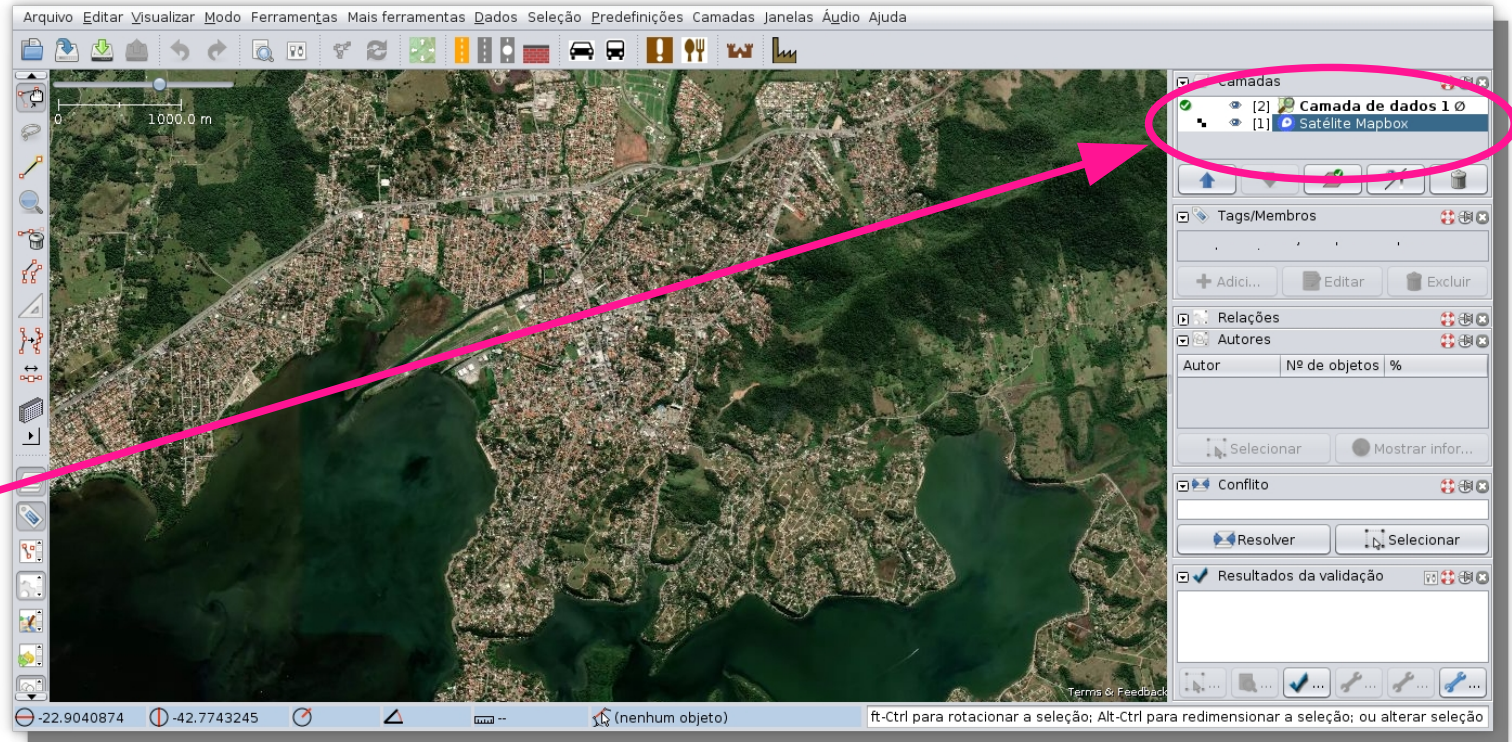 Arquivo Editar Visualizar Modo Ferramentas Mais ferramentas Dados Seleção Predefinições Camadas Janelas Áudio Ajuda
0 1000.0 m
Camadas
[2] Camada de dados 1 ∅
[1] Satélite Mapbox
Tags/Membros
Adici... Editar Excluir
Relações
Autores
Autor Nº de objetos %
Selecionar Mostrar infor...
Conflito
Resolver Selecionar
Resultados da validação
Terms & Feedback
... ... ... ... ... ...
-22.9040874 -42.7743245 -- (nenhum objeto) ft-Ctrl para rotacionar a seleção; Alt-Ctrl para redimensionar a seleção; ou alterar seleção